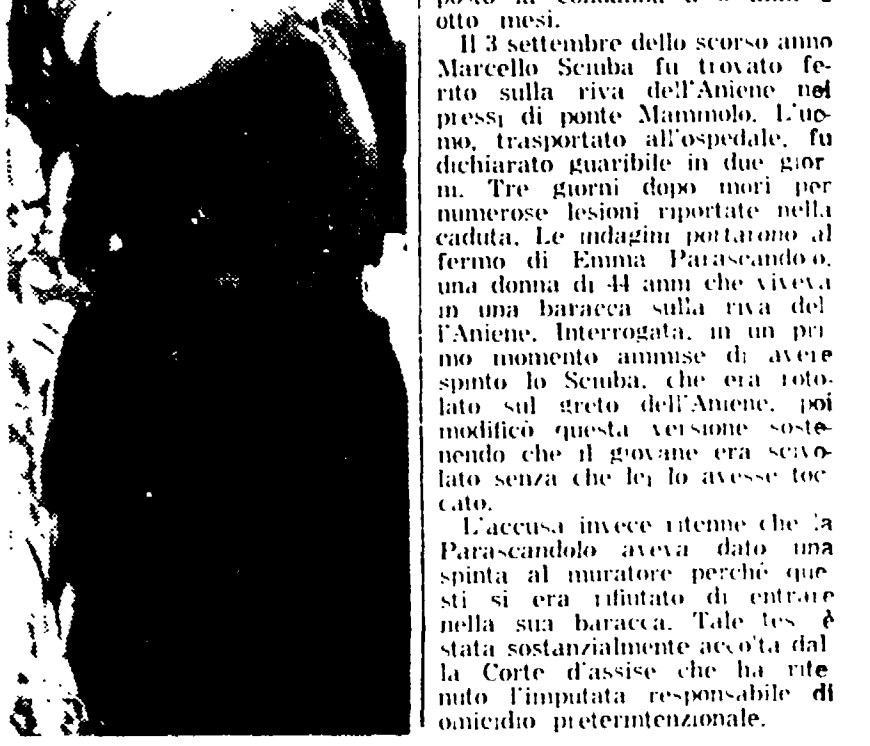 otto mesi.
Il 3 settembre dello scorso anno
Marcello Sciuba fu trovato fe-
rito sulla riva dell'Aniene nei
pressi di ponte Mammolo. L'uo-
mo, trasportato all'ospedale, fu
dichiarato guaribile in due gior
ni. Tre giorni dopo morì per
numerose lesioni riportate nella
caduta. Le indagini portarono al
fermo di Emma Parascandolo,
una donna di 44 anni che viveva
in una baracca sulla riva del
l'Aniene. Interrogata, in un pri
mo momento ammise di avere
spinto lo Sciuba, che era roto-
lato sul greto dell'Aniene, poi
modificò questa versione soste-
nendo che il giovane era scivo-
lato senza che lei lo avesse toc
cato.
L'accusa invece ritenne che la
Parascandolo aveva dato una
spinta al muratore perché que
sti si era rifiutato di entrare
nella sua baracca. Tale tesi è
stata sostanzialmente accolta dal
la Corte d'assise che ha rite
nuto l'imputata responsabile di
omicidio preterintenzionale.